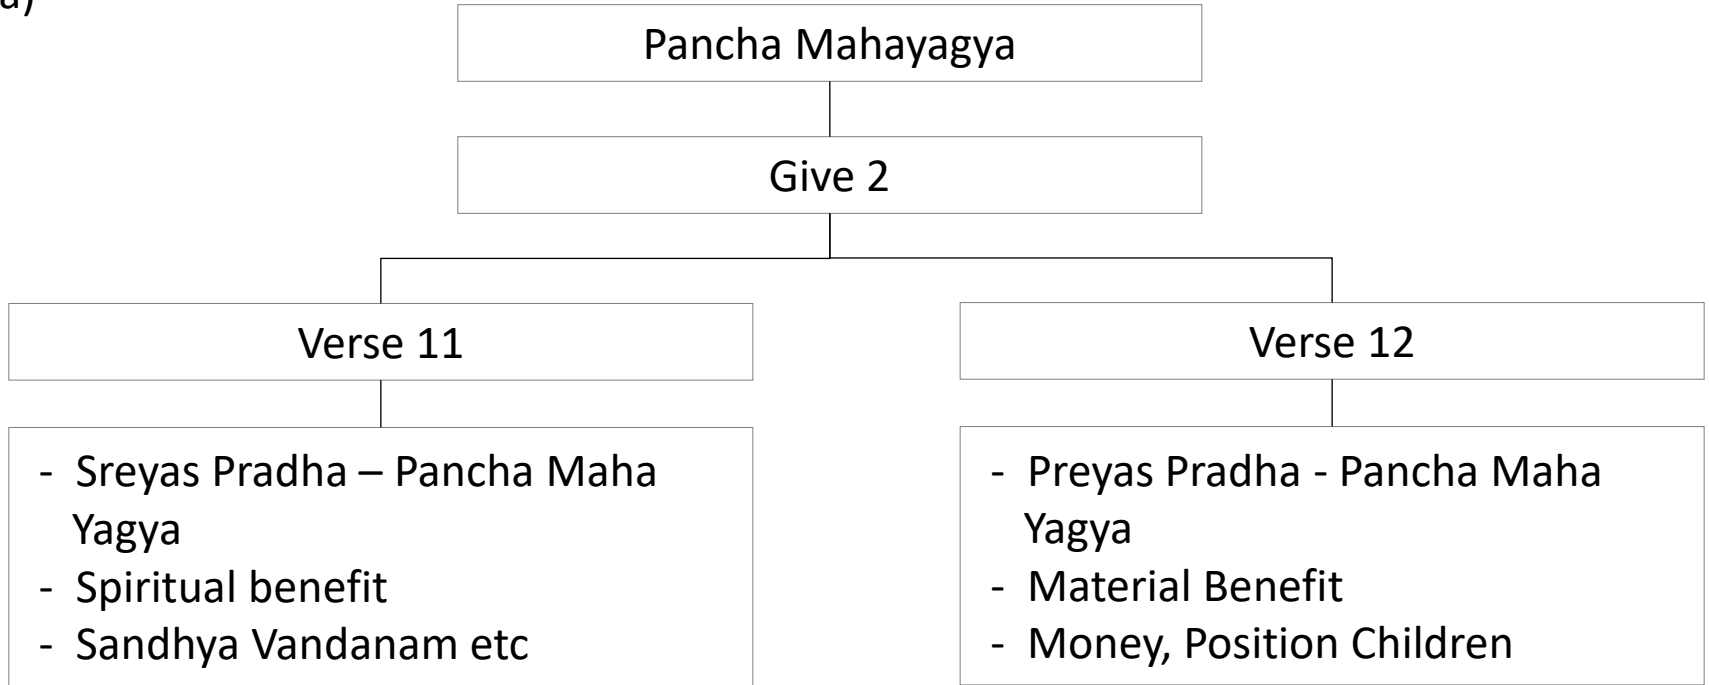 a)
Pancha Mahayagya
Give 2
Verse 11
Verse 12
- Sreyas Pradha – Pancha Maha
Yagya
- Spiritual benefit
- Sandhya Vandanam etc
- Preyas Pradha - Pancha Maha
Yagya
- Material Benefit
- Money, Position Children